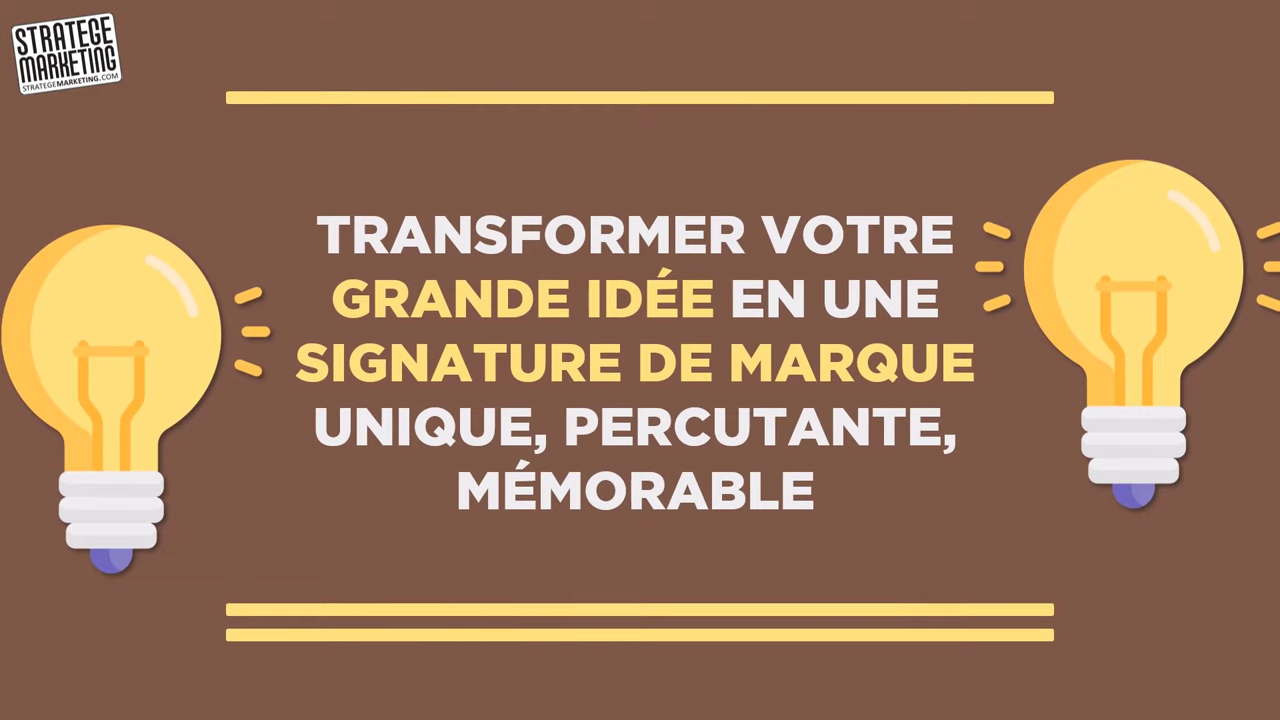 STRATEGE
MARKETING
STRATEGEMARKETING.COM
TRANSFORMER VOTRE
GRANDE IDÉE EN UNE
SIGNATURE DE MARQUE
UNIQUE, PERCUTANTE,
MÉMORABLE